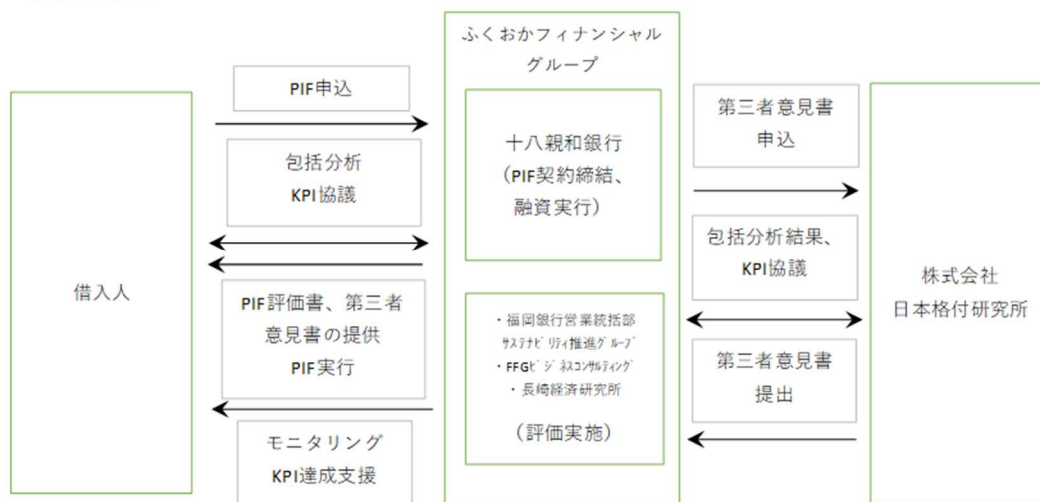 借入人
PIF申込
包括分析
KPI協議
PIF評価書、第三者
意見書の提供
PIF実行
モニタリング
KPI達成支援
ふくおかフィナンシャル
グループ
十八親和銀行
（PIF契約締結、
融資実行）
・福岡銀行営業統括部
ｻｽﾃﾅﾋﾞﾘﾃｨ推進ｸﾞﾙｰﾌﾟ
・FFGﾋﾞｼﾞﾈｽｺﾝｻﾙﾃｨﾝｸﾞ
・長崎経済研究所
（評価実施）
第三者意見書
申込
包括分析結果、
KPI協議
第三者意見書
提出
株式会社
日本格付研究所